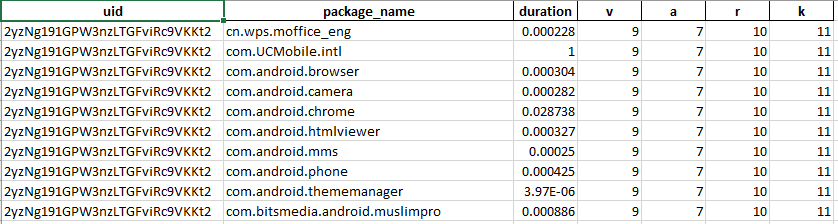 uid package_name duration v a r k
2yzNg191GPW3nzLTGFviRc9VKKt2 cn.wps.moffice_eng 0.000228 9 7 10 11
2yzNg191GPW3nzLTGFviRc9VKKt2 com.UCMobile.intl 1 9 7 10 11
2yzNg191GPW3nzLTGFviRc9VKKt2 com.android.browser 0.000304 9 7 10 11
2yzNg191GPW3nzLTGFviRc9VKKt2 com.android.camera 0.000282 9 7 10 11
2yzNg191GPW3nzLTGFviRc9VKKt2 com.android.chrome 0.028738 9 7 10 11
2yzNg191GPW3nzLTGFviRc9VKKt2 com.android.htmlviewer 0.000327 9 7 10 11
2yzNg191GPW3nzLTGFviRc9VKKt2 com.android.mms 0.00025 9 7 10 11
2yzNg191GPW3nzLTGFviRc9VKKt2 com.android.phone 0.000425 9 7 10 11
2yzNg191GPW3nzLTGFviRc9VKKt2 com.android.thememanager 3.97E-06 9 7 10 11
2yzNg191GPW3nzLTGFviRc9VKKt2 com.bitsmedia.android.muslimpro 0.000886 9 7 10 11